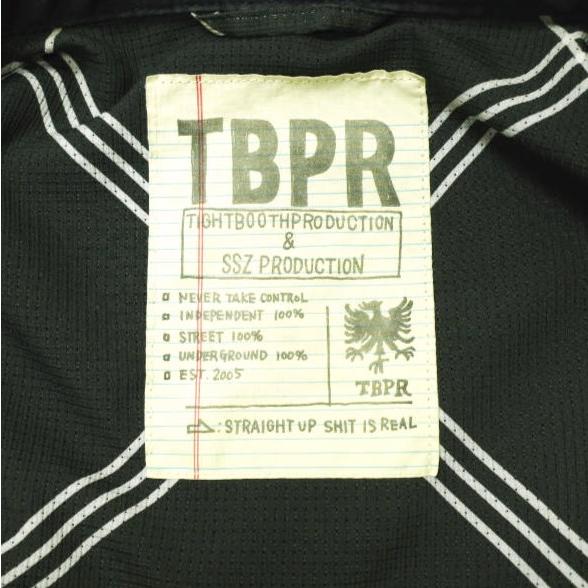 TBPR
TIGHTBOOTHPRODUCTION
&
SSZ PRODUCTION
NEVER TAKE CONTROL
INDEPENDENT 100%
STREET 100%
UNDERGROUND 100%
EST. 2005
TBPR
: STRAIGHT UP SHIT IS REAL